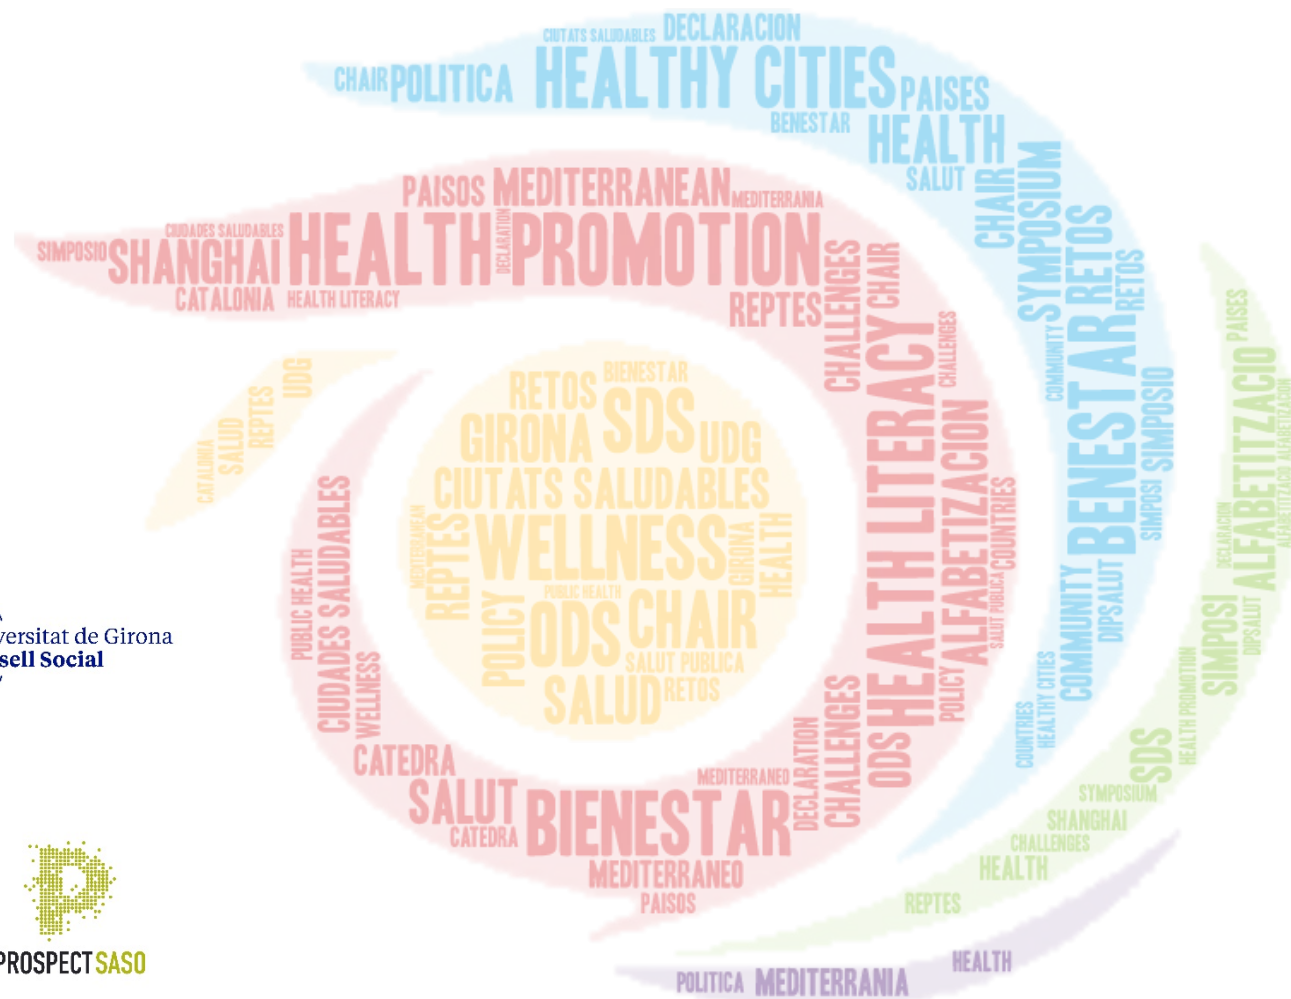 CIUTATS SALUDABLES DECLARACION
CHAIR POLITICA HEALTHY CITIES PAISES
BENESTAR HEALTH
SALUT
CHAIR
SYMPOSIUM
RETOS
RETOS
COMMUNITY
BENESTAR
SIMPOSIO
SIMPOSI
DIPSALUT
COMMUNITY
HEALTHY CITIES
COUNTRIES
PAISOS MEDITERRANEAN MEDITERRANIA
CIUDADES SALUDABLES
SIMPOSIO SHANGHAI HEALTH DECLARATION PROMOTION
CATALONIA HEALTH LITERACY
REPTES
CHALLENGES
CHAIR
CHALLENGES
HEALTH LITERACY
ALFABETIZACION
COUNTRIES
SALUT PUBLICA
POLICY
ODS
CHALLENGES
DECLARATION
MEDITERRANEO
PUBLIC HEALTH
CIUDADES SALUDABLES
WELLNESS
CATEDRA
SALUT
CATEDRA
BIENESTAR
MEDITERRANEO
PAISOS
UDG
REPTES
SALUD
CATALONIA
BIENESTAR
RETOS SDS
GIRONA UDG
CIUTATS SALUDABLES
MEDITERRANEAN
REPTES
WELLNESS
GIRONA
HEALTH
PUBLIC HEALTH
POLICY
ODS CHAIR
SALUT PUBLICA
SALUD RETOS
PAISES
ALFABETITZACIO
ALFABETIZACION
ALFABETITZACIO
DECLARACION
DIPSALUT
SIMPOSI
HEALTH PROMOTION
SDS
SYMPOSIUM
SHANGHAI
CHALLENGES
HEALTH
REPTES
HEALTH
POLITICA MEDITERRANIA
versitat de Girona
sell Social
PROSPECTSASO